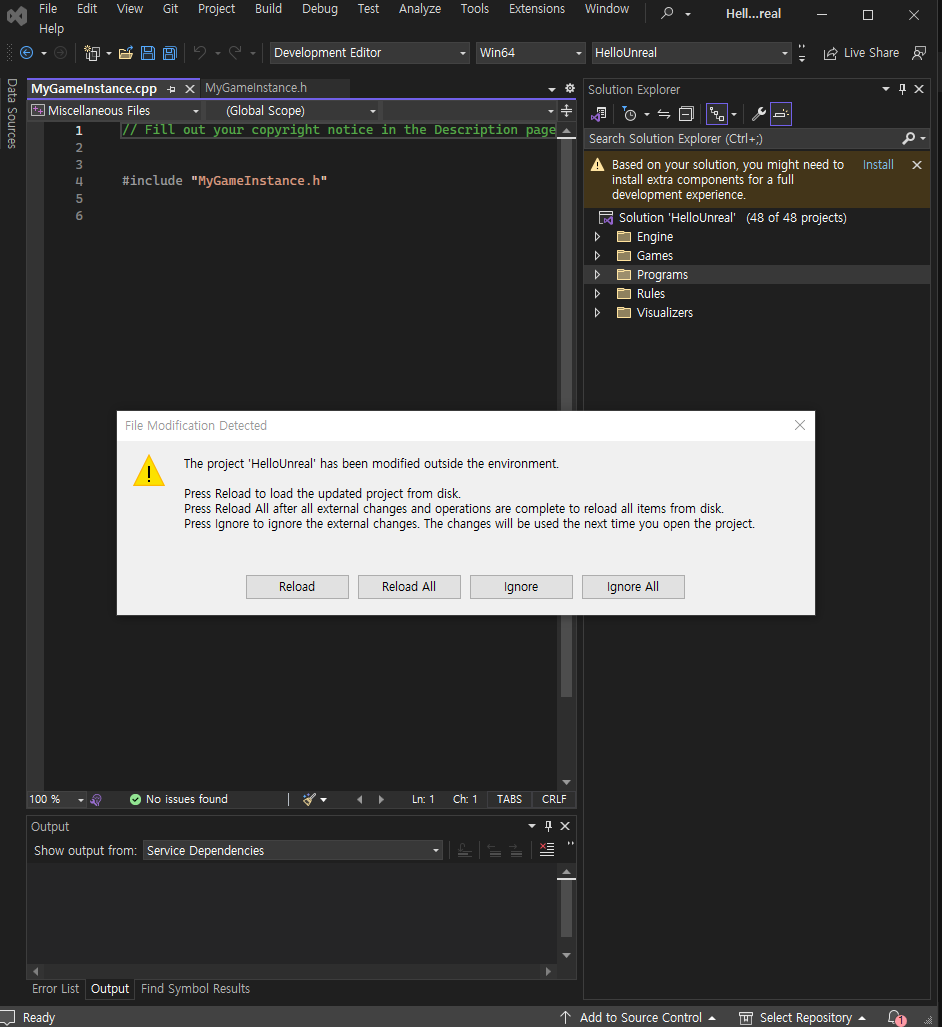 File Edit View Git Project Build Debug Test Analyze Tools Extensions Window Hell...real
Help
Development Editor Win64 HelloUnreal Live Share
Data Sources
MyGameInstance.cpp MyGameInstance.h
Miscellaneous Files (Global Scope)
1 // Fill out your copyright notice in the Description page
2
3
4 #include "MyGameInstance.h"
5
6
Solution Explorer
Search Solution Explorer (Ctrl+;)
Based on your solution, you might need to Install
install extra components for a full
development experience.
Solution 'HelloUnreal' (48 of 48 projects)
Engine
Games
Programs
Rules
Visualizers
File Modification Detected
The project 'HelloUnreal' has been modified outside the environment.
Press Reload to load the updated project from disk.
Press Reload All after all external changes and operations are complete to reload all items from disk.
Press Ignore to ignore the external changes. The changes will be used the next time you open the project.
Reload Reload All Ignore Ignore All
100 % No issues found Ln: 1 Ch: 1 TABS CRLF
Output
Show output from: Service Dependencies
Error List Output Find Symbol Results
Ready Add to Source Control Select Repository 1